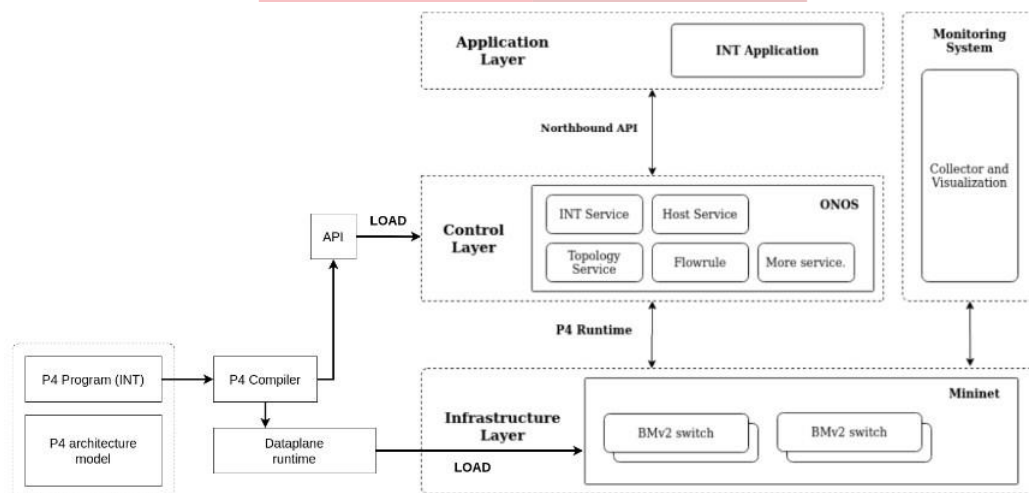 Application
Layer
INT Application
Monitoring
System
Northbound API
Collector and
Visualization
API
LOAD
Control
Layer
INT Service
Host Service
ONOS
Topology
Service
Flowrule
More service.
P4 Runtime
P4 Program (INT)
P4 Compiler
P4 architecture
model
Dataplane
runtime
LOAD
Infrastructure
Layer
Mininet
BMv2 switch
BMv2 switch